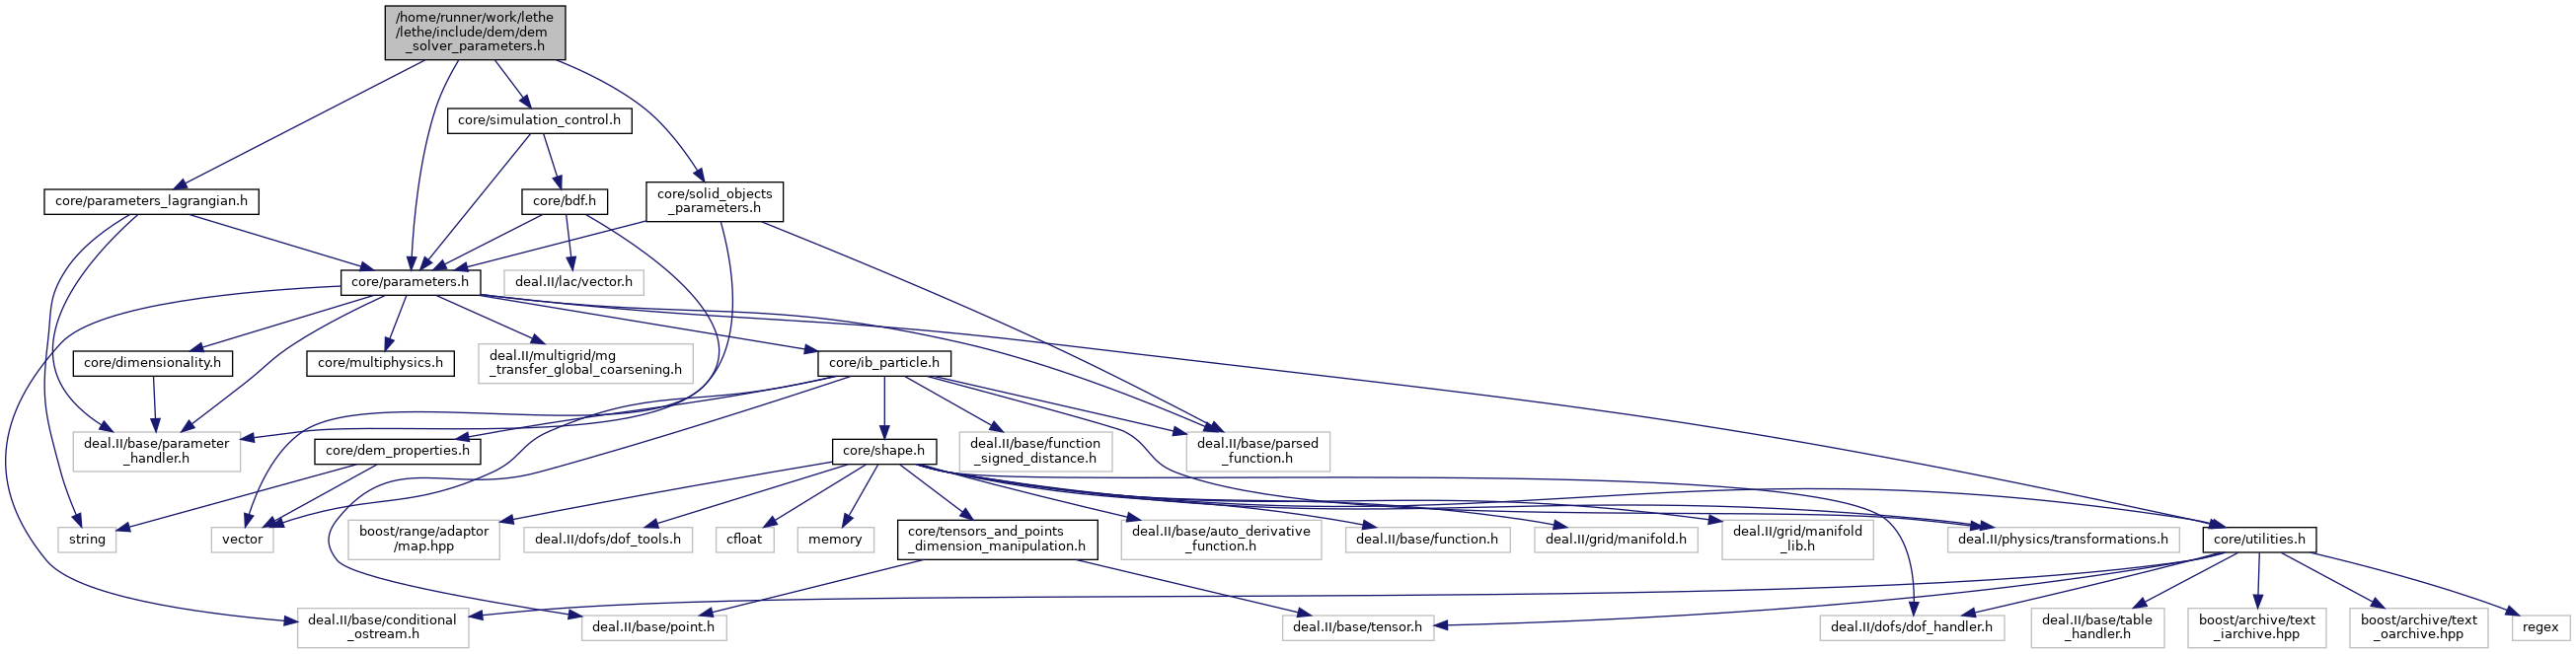 /home/runner/work/lethe
/lethe/include/dem/dem
_solver_parameters.h
core/simulation_control.h
core/parameters_lagrangian.h
core/bdf.h
core/solid_objects
_parameters.h
core/parameters.h
deal.II/lac/vector.h
core/dimensionality.h
core/multiphysics.h
deal.II/multigrid/mg
_transfer_global_coarsening.h
core/ib_particle.h
deal.II/base/parameter
_handler.h
core/dem_properties.h
core/shape.h
deal.II/base/function
_signed_distance.h
deal.II/base/parsed
_function.h
string
vector
boost/range/adaptor
/map.hpp
deal.II/dofs/dof_tools.h
cfloat
memory
core/tensors_and_points
_dimension_manipulation.h
deal.II/base/auto_derivative
_function.h
deal.II/base/function.h
deal.II/grid/manifold.h
deal.II/grid/manifold
_lib.h
deal.II/physics/transformations.h
core/utilities.h
deal.II/base/conditional
_ostream.h
deal.II/base/point.h
deal.II/base/tensor.h
deal.II/dofs/dof_handler.h
deal.II/base/table
_handler.h
boost/archive/text
_iarchive.hpp
boost/archive/text
_oarchive.hpp
regex